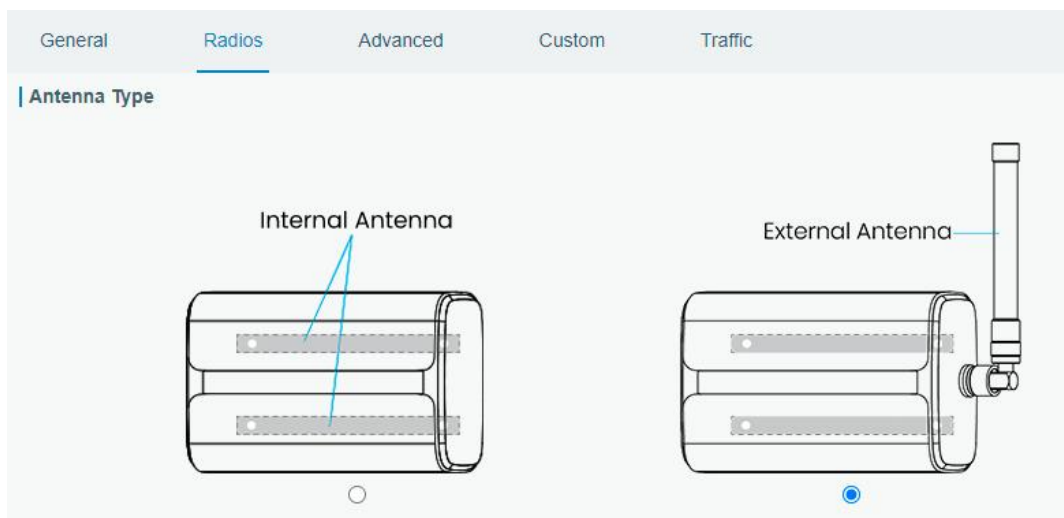 General Radios Advanced Custom Traffic
Antenna Type
Internal Antenna
External Antenna